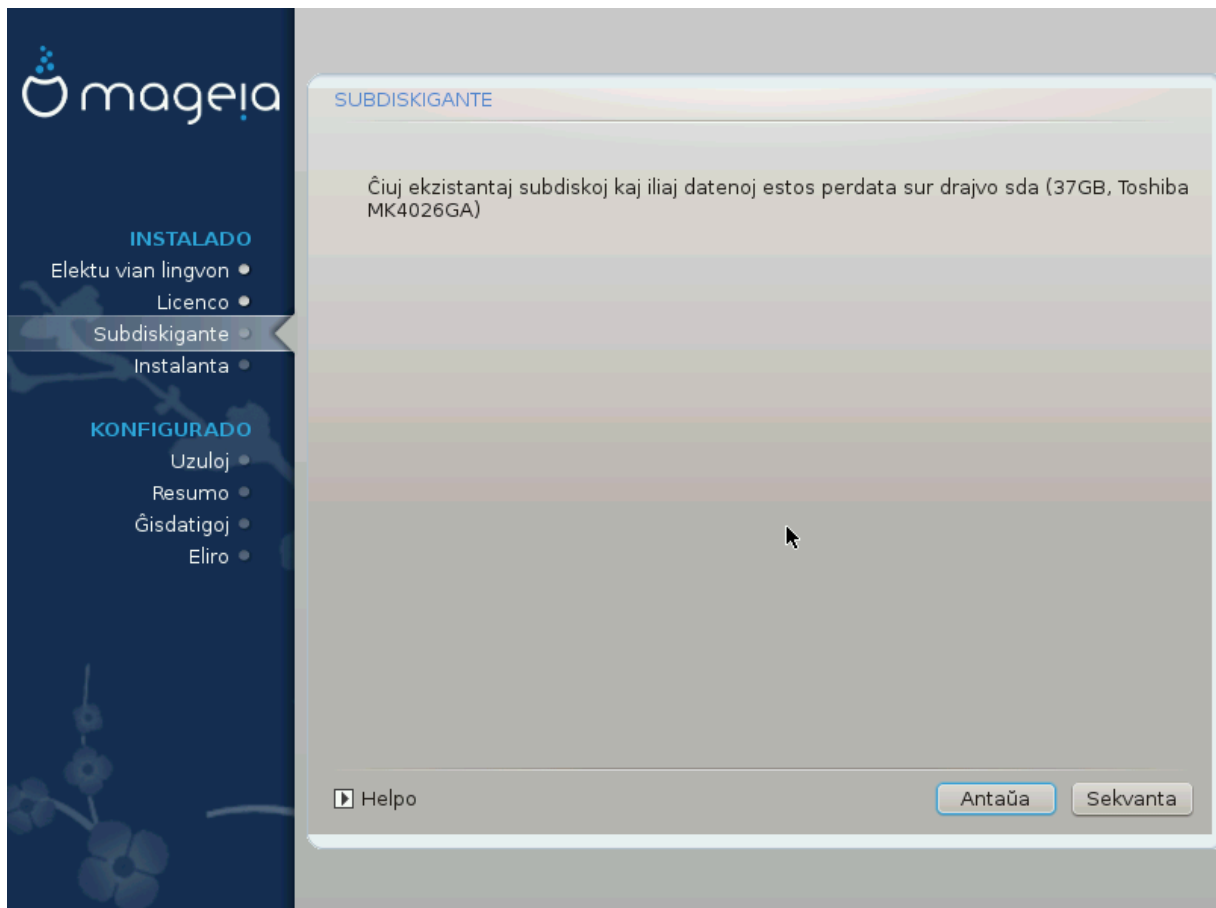 mageia
INSTALADO
Elektu vian lingvon
Licenco
Subdiskigante
Instalanta
KONFIGURADO
Uzuloj
Resumo
Ĝisdatigoj
Eliro
SUBDISKIGANTE
Ĉiuj ekzistantaj subdiskoj kaj iliaj datenoj estos perdata sur drajvo sda (37GB, Toshiba
MK4026GA)
Helpo
Antaŭa
Sekvanta